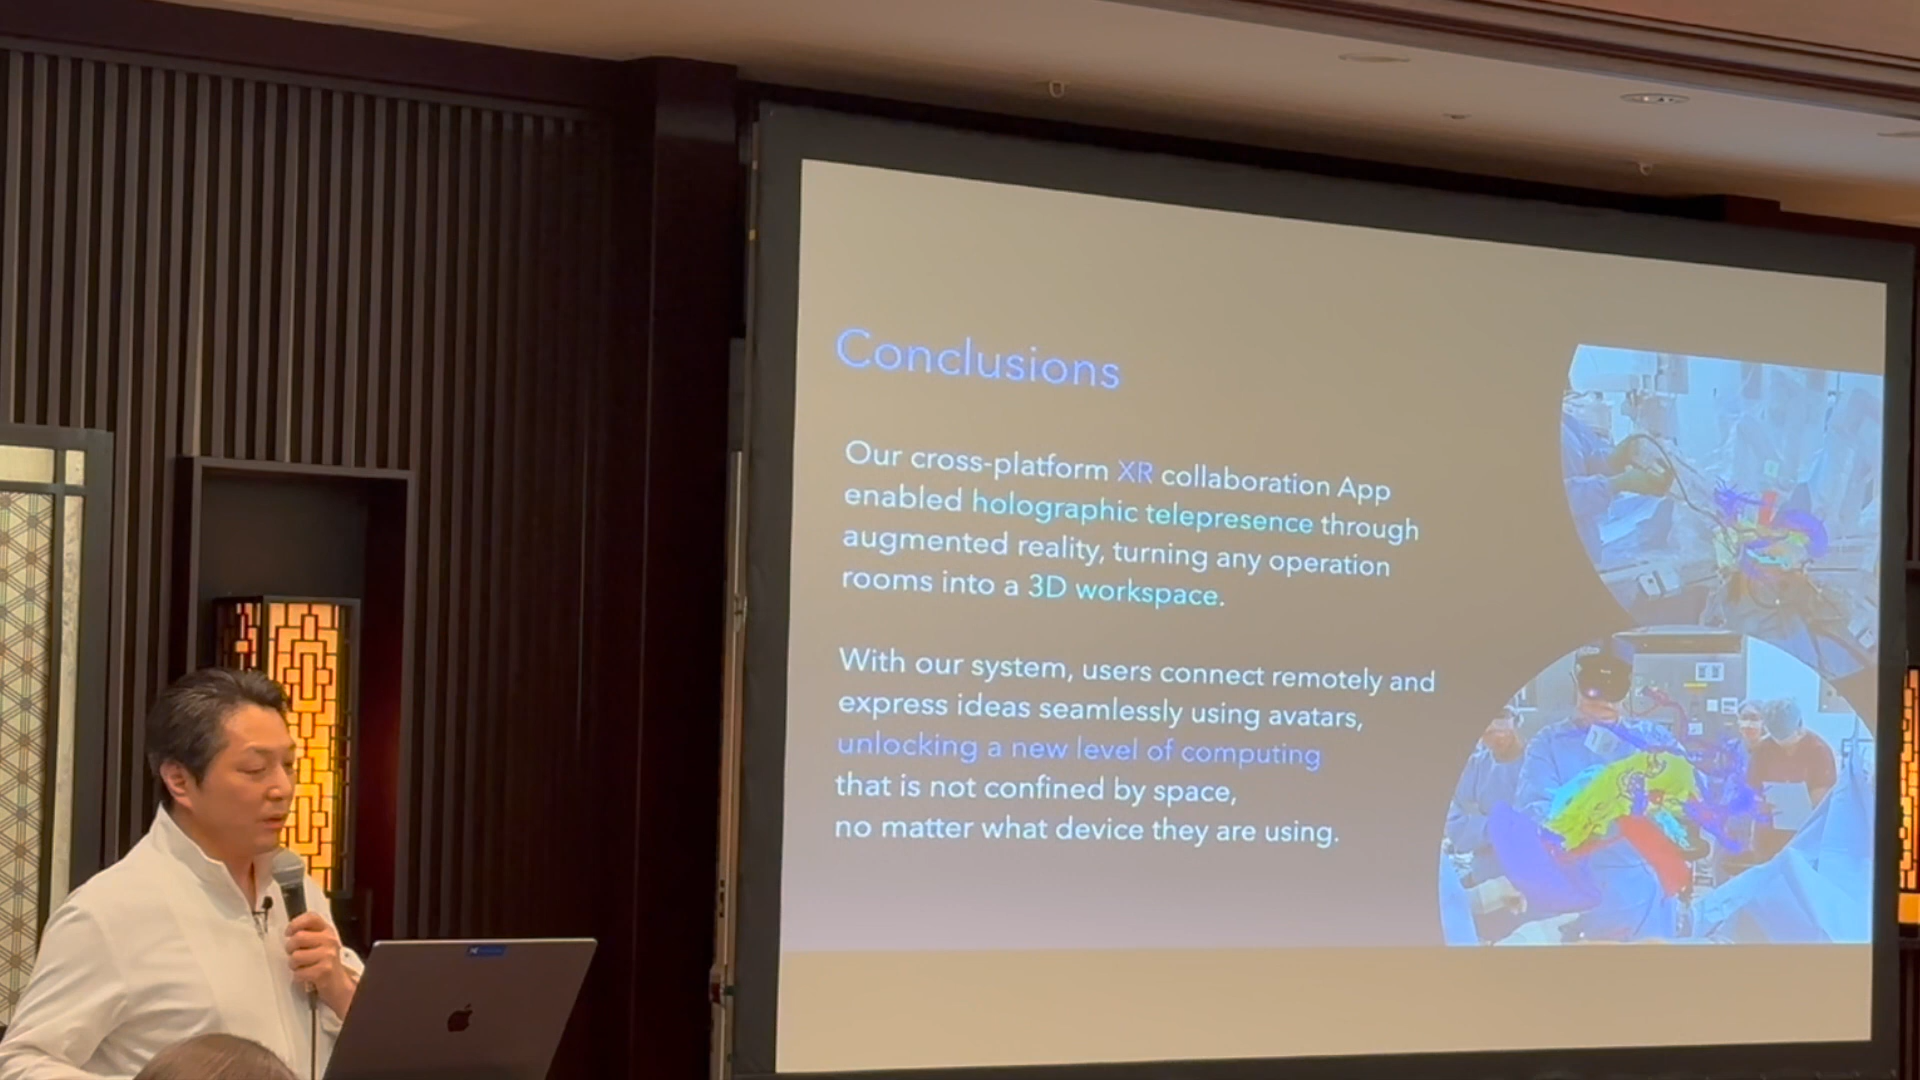 Conclusions
Our cross-platform XR collaboration App
enabled holographic telepresence through
augmented reality, turning any operation
rooms into a 3D workspace.
With our system, users connect remotely and
express ideas seamlessly using avatars,
unlocking a new level of computing
that is not confined by space,
no matter what device they are using.